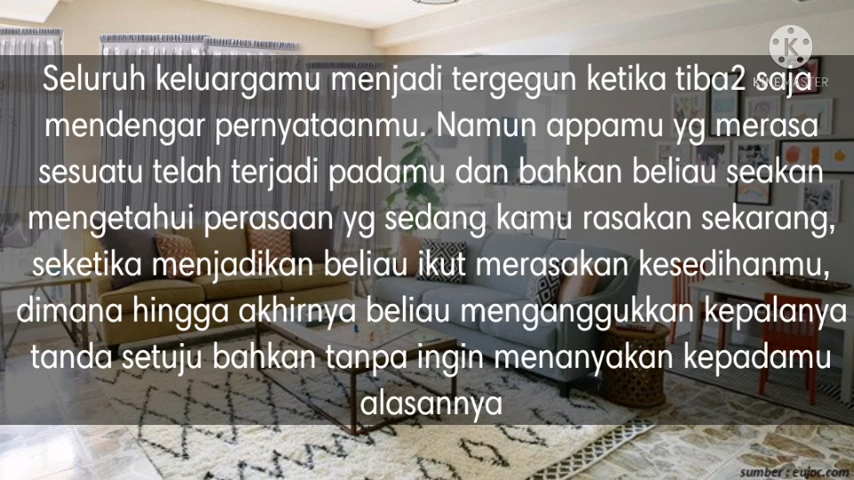 Seluruh keluargamu menjadi tergegun ketika tiba2 saja
mendengar pernyataanmu. Namun appamu yg merasa
sesuatu telah terjadi padamu dan bahkan beliau seakan
mengetahui perasaan yg sedang kamu rasakan sekarang,
seketika menjadikan beliau ikut merasakan kesedihanmu,
dimana hingga akhirnya beliau menganggukkan kepalanya
tanda setuju bahkan tanpa ingin menanyakan kepadamu
alasannya
K
KINEMASTER
sumber : eujoc.com